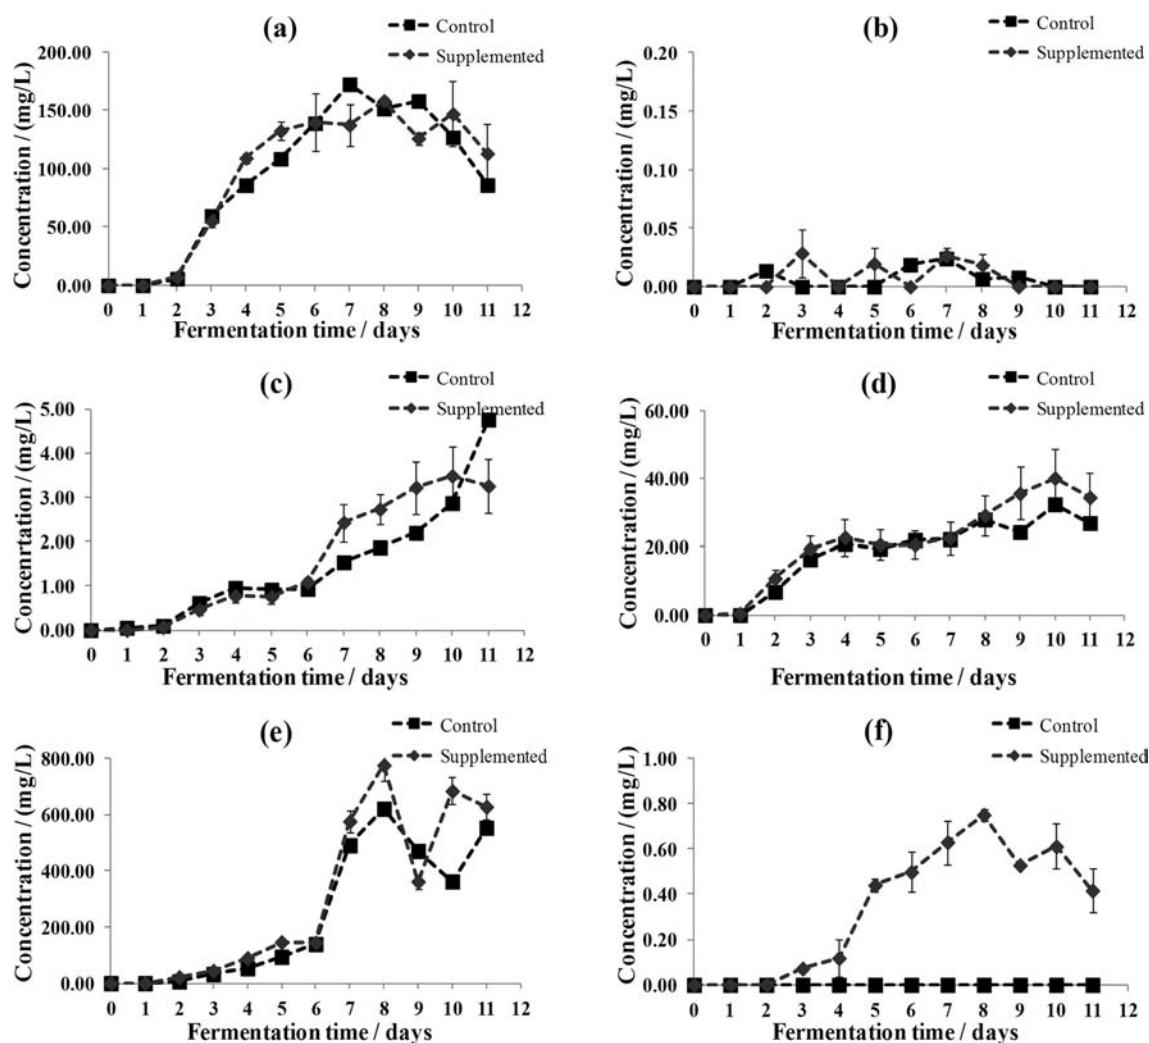 (a)
Control
Supplemented
Concentration / (mg/L)
200.00
150.00
100.00
50.00
0.00
0 1 2 3 4 5 6 7 8 9 10 11 12
Fermentation time / days
(b)
Control
Supplemented
Concentration / (mg/L)
0.20
0.15
0.10
0.05
0.00
0 1 2 3 4 5 6 7 8 9 10 11 12
Fermentation time / days
(c)
Control
Supplemented
Concenrtation / (mg/L)
5.00
4.00
3.00
2.00
1.00
0.00
0 1 2 3 4 5 6 7 8 9 10 11 12
Fermentation time / days
(d)
Control
Supplemented
Concentration / (mg/L)
60.00
40.00
20.00
0.00
0 1 2 3 4 5 6 7 8 9 10 11 12
Fermentation time / days
(e)
Control
Supplemented
Concentration / (mg/L)
800.00
600.00
400.00
200.00
0.00
0 1 2 3 4 5 6 7 8 9 10 11 12
Fermentation time / days
(f)
Control
Supplemented
Concentration / (mg/L)
1.00
0.80
0.60
0.40
0.20
0.00
0 1 2 3 4 5 6 7 8 9 10 11 12
Fermentation time / days